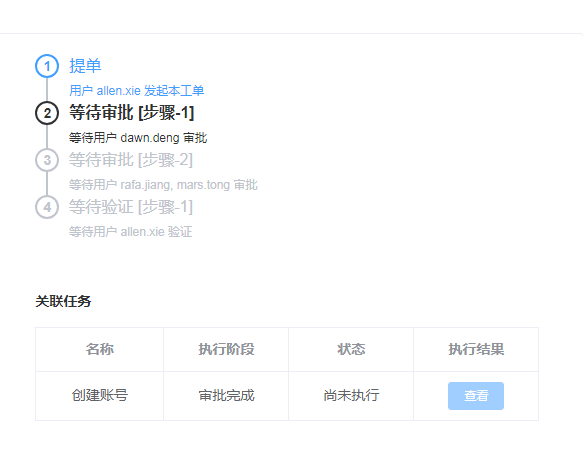 1 提单
用户 allen.xie 发起本工单
2 等待审批 [步骤-1]
等待用户 dawn.deng 审批
3 等待审批 [步骤-2]
等待用户 rafa.jiang, mars.tong 审批
4 等待验证 [步骤-1]
等待用户 allen.xie 验证
关联任务
名称 执行阶段 状态 执行结果
创建账号 审批完成 尚未执行 查看